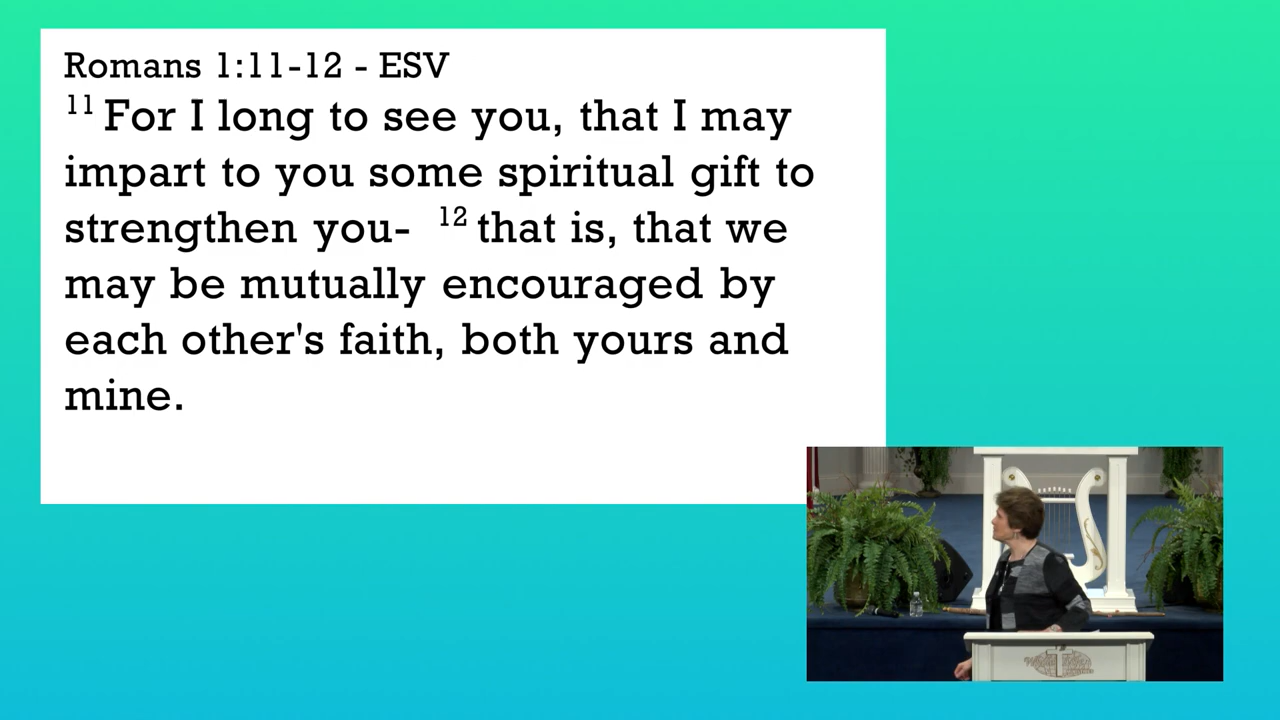 Romans 1:11-12 - ESV
11 For I long to see you, that I may
impart to you some spiritual gift to
strengthen you- 12 that is, that we
may be mutually encouraged by
each other's faith, both yours and
mine.